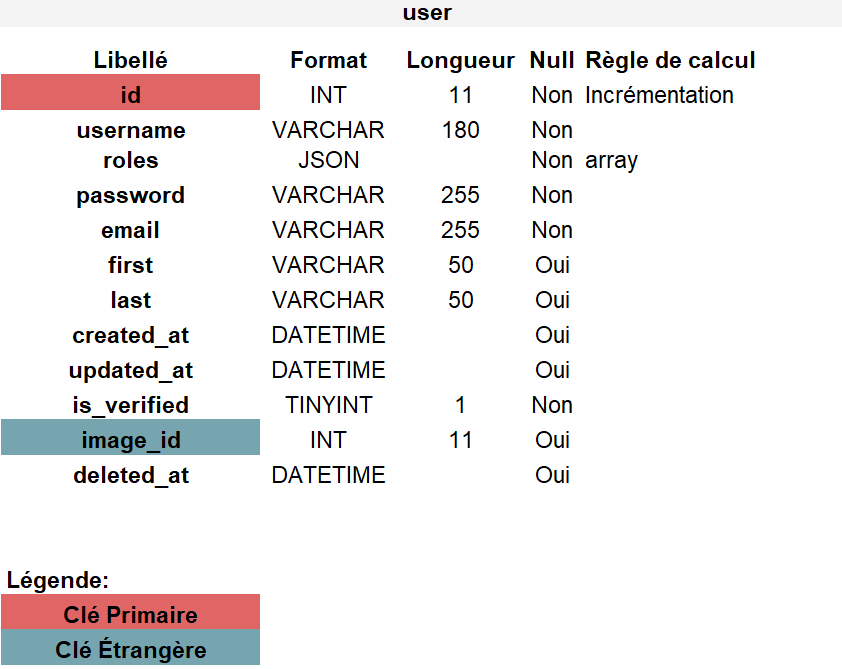 user
Libellé Format Longueur Null Règle de calcul
id INT 11 Non Incrémentation
username VARCHAR 180 Non
roles JSON Non array
password VARCHAR 255 Non
email VARCHAR 255 Non
first VARCHAR 50 Oui
last VARCHAR 50 Oui
created_at DATETIME Oui
updated_at DATETIME Oui
is_verified TINYINT 1 Non
image_id INT 11 Oui
deleted_at DATETIME Oui
Légende:
Clé Primaire
Clé Étrangère